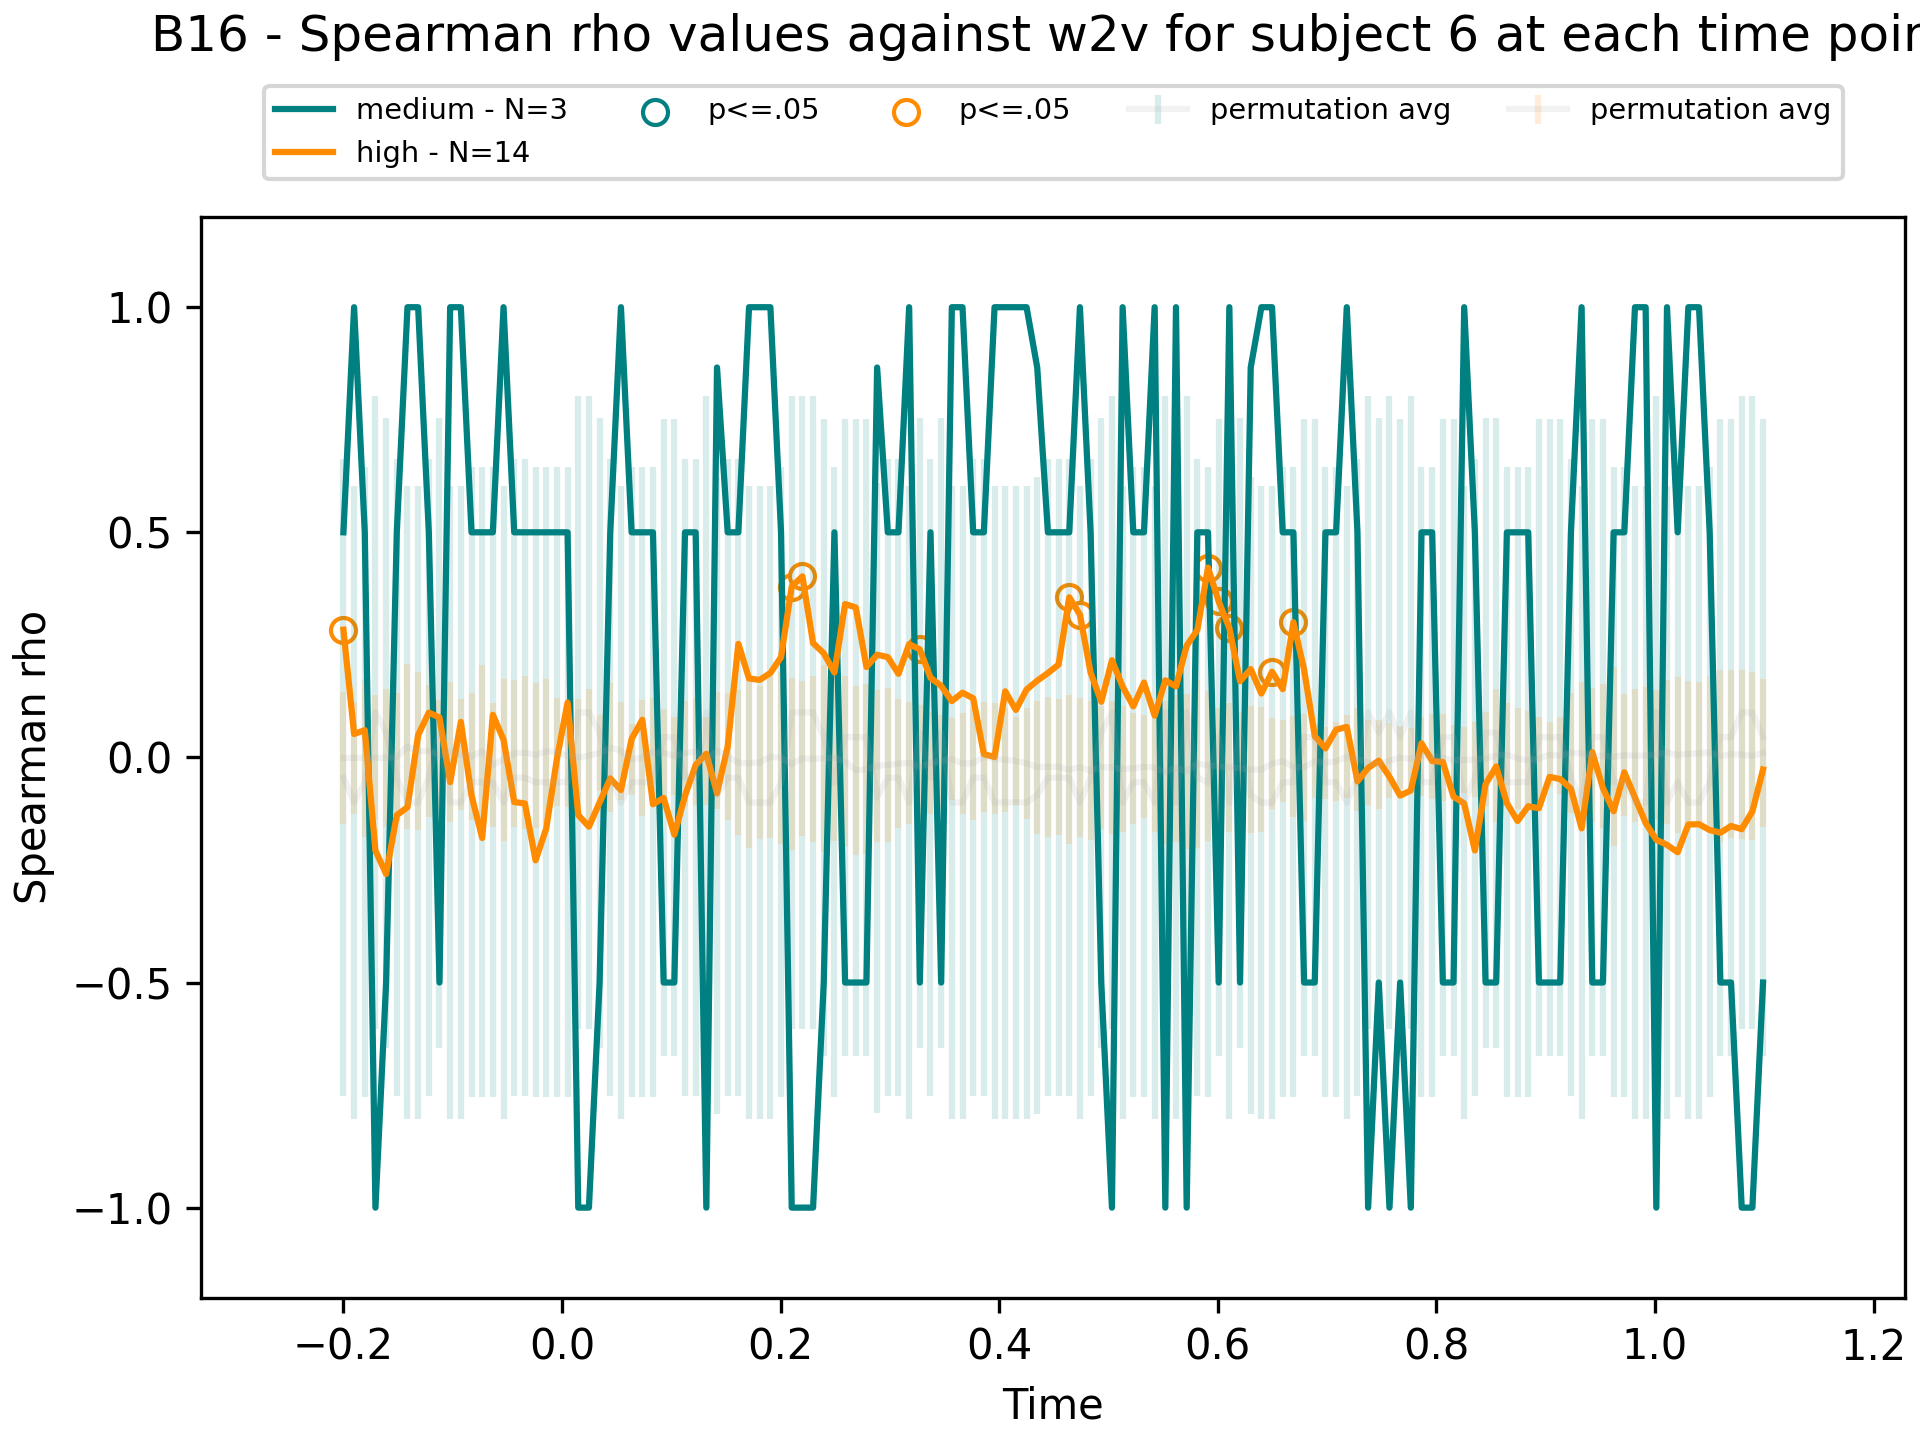 B16 - Spearman rho values against w2v for subject 6 at each time
medium - N=3
high - N=14
p<=.05
p<=.05
permutation avg
permutation avg
1.0
0.5
0.0
−0.5
−1.0
Spearman rho
−0.2 0.0 0.2 0.4 0.6 0.8 1.0 1.2
Time